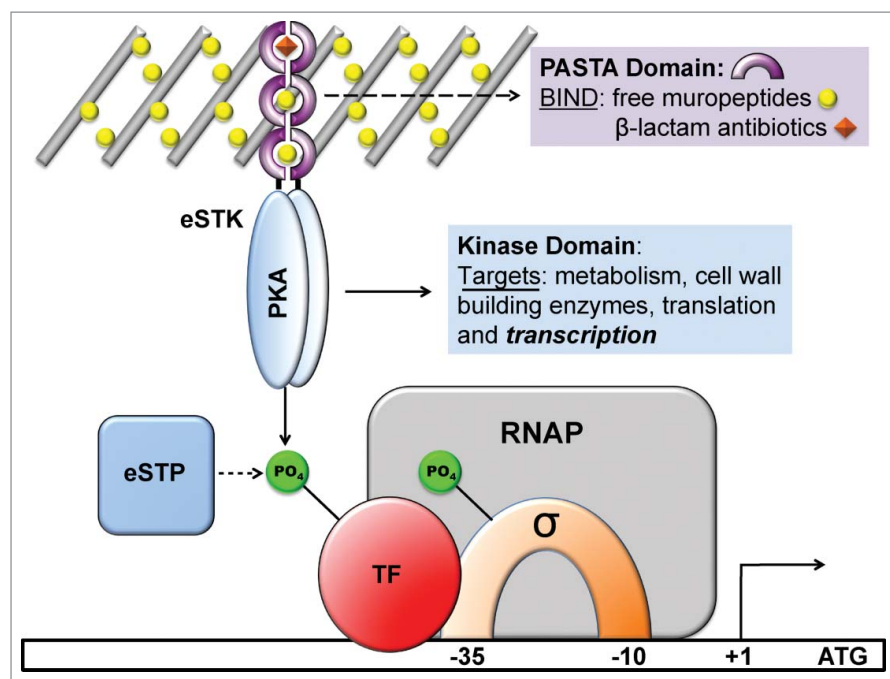 PASTA Domain:
BIND: free muropeptides
β-lactam antibiotics
eSTK
PKA
Kinase Domain:
Targets: metabolism, cell wall
building enzymes, translation
and transcription
RNAP
eSTP
PO4
PO4
σ
TF
-35
-10
+1
ATG